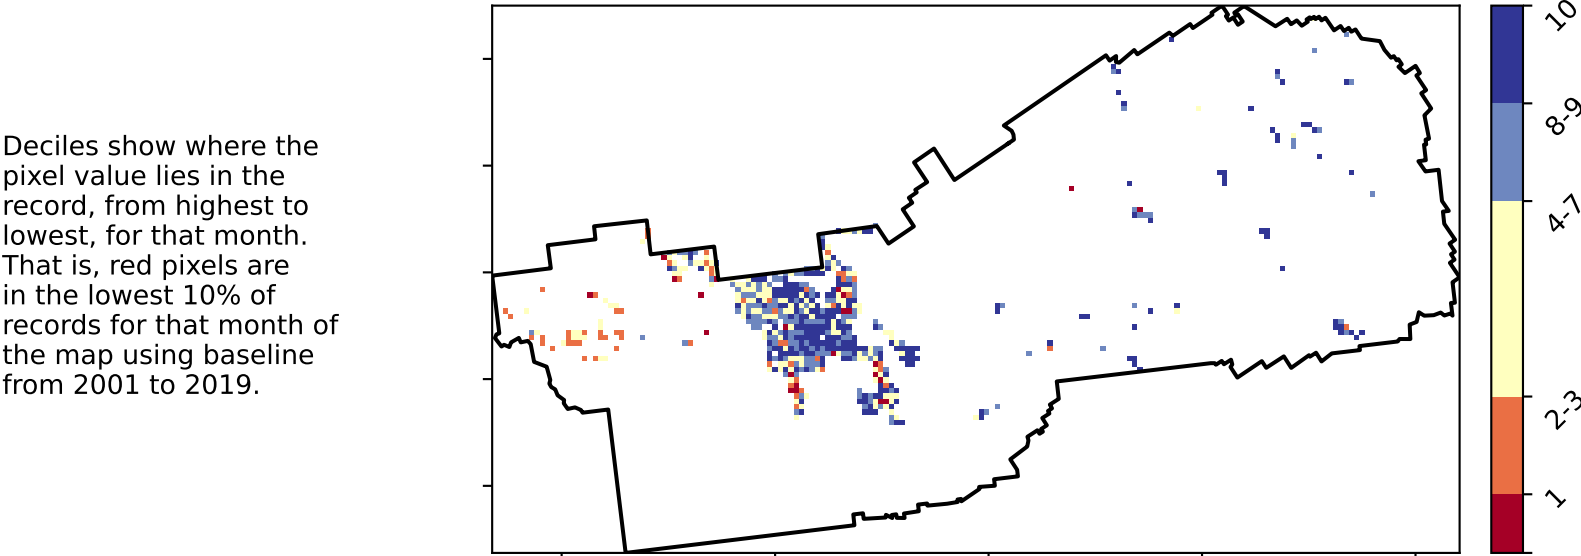 Deciles show where the
pixel value lies in the
record, from highest to
lowest, for that month.
That is, red pixels are
in the lowest 10% of
records for that month of
the map using baseline
from 2001 to 2019.
10
8-9
4-7
2-3
1